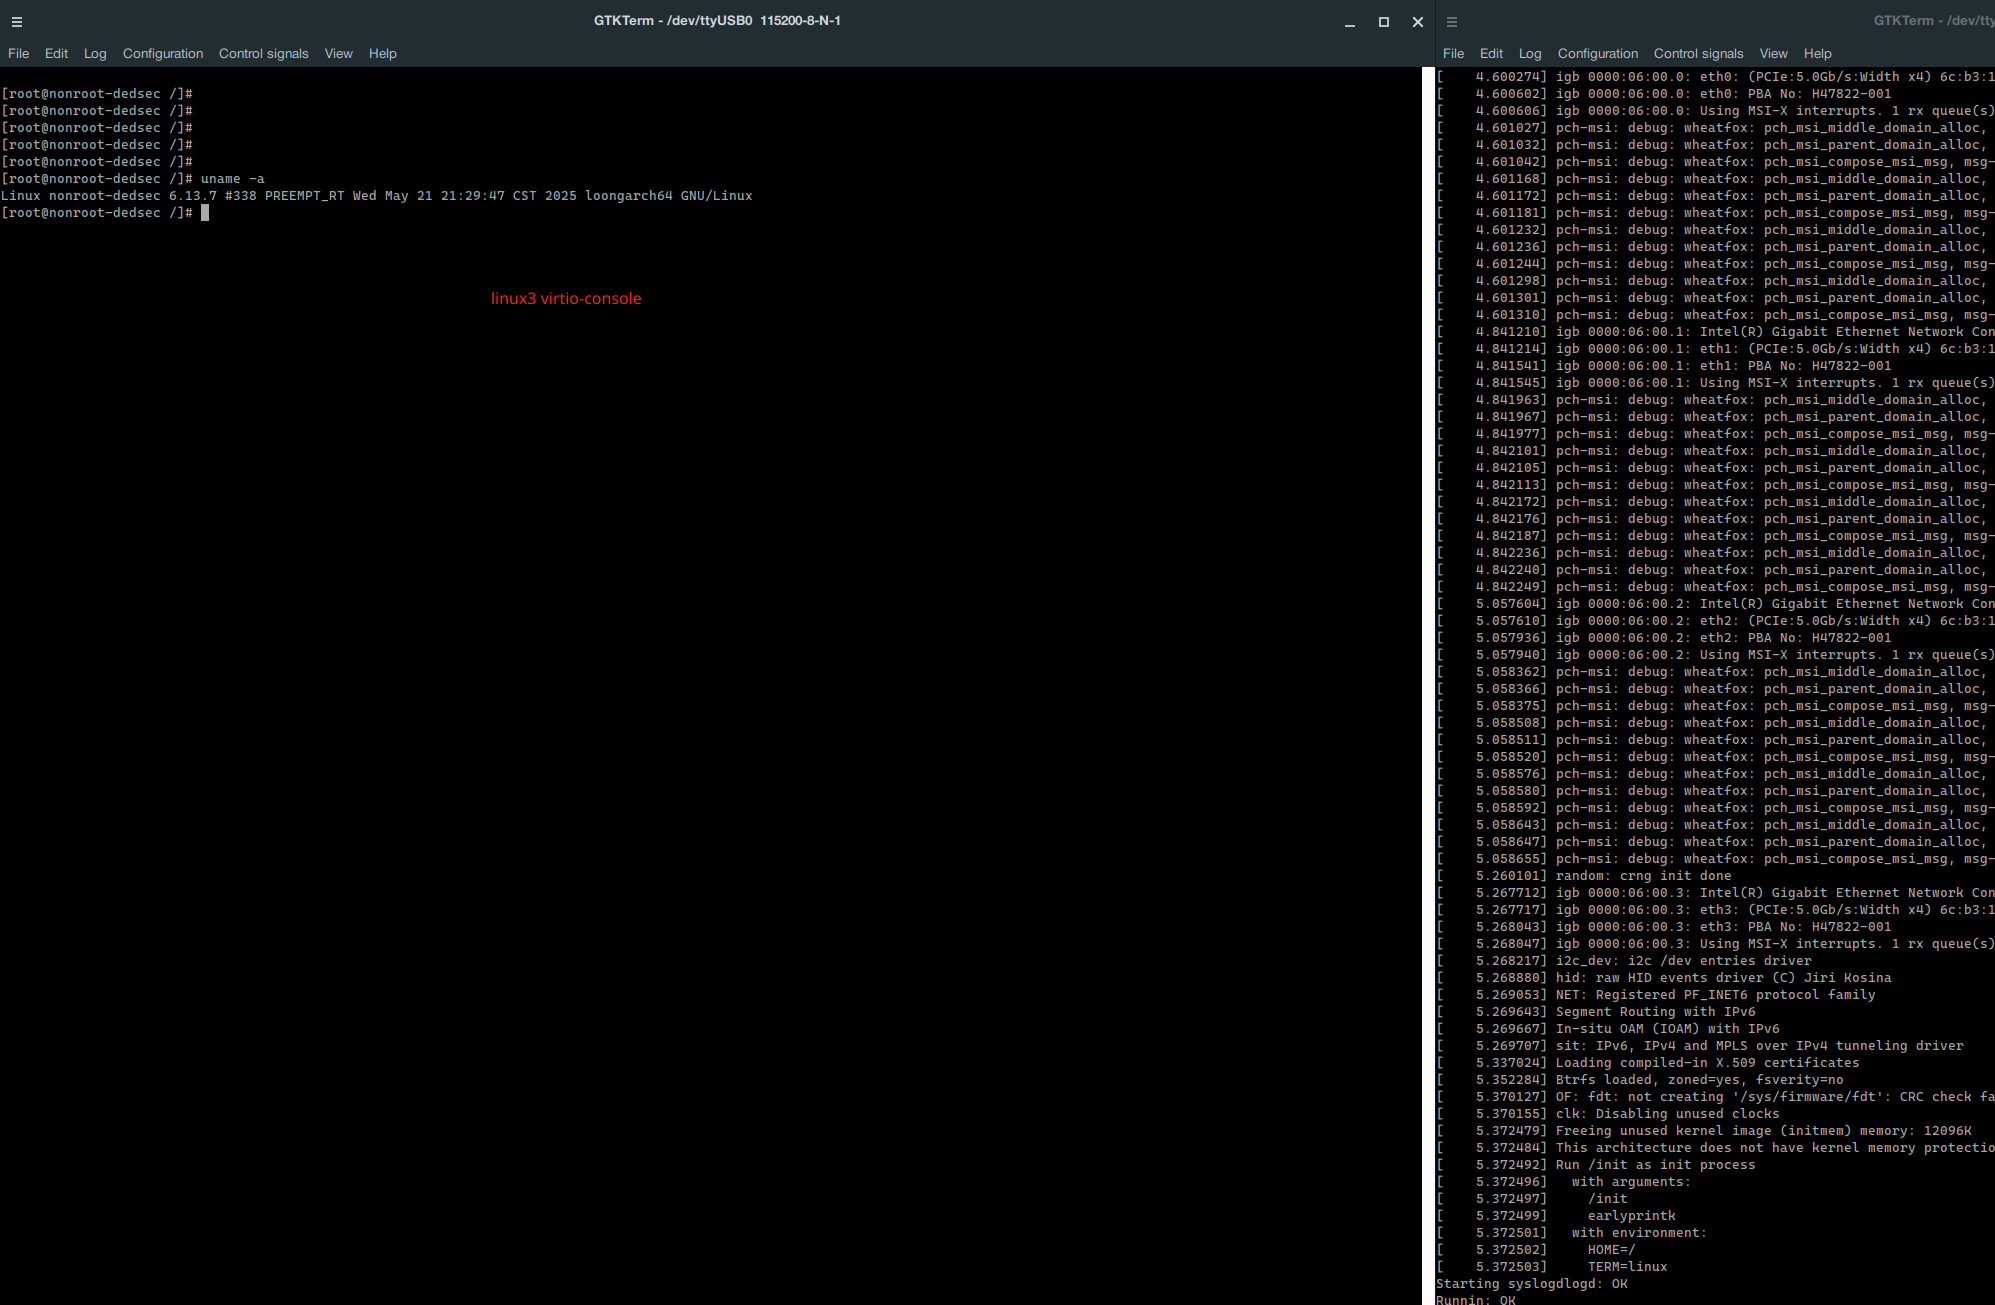 GTKTerm - /dev/ttyUSB0  115200-8-N-1
File Edit Log Configuration Control signals View Help
[root@nonroot-dedsec /]#
[root@nonroot-dedsec /]#
[root@nonroot-dedsec /]#
[root@nonroot-dedsec /]#
[root@nonroot-dedsec /]#
[root@nonroot-dedsec /]# uname -a
Linux nonroot-dedsec 6.13.7 #338 PREEMPT_RT Wed May 21 21:29:47 CST 2025 loongarch64 GNU/Linux
[root@nonroot-dedsec /]#
linux3 virtio-console
GTKTerm - /dev/tty
File Edit Log Configuration Control signals View Help
[    4.600274] igb 0000:06:00.0: eth0: (PCIe:5.0Gb/s:Width x4) 6c:b3:1
[    4.600602] igb 0000:06:00.0: eth0: PBA No: H47822-001
[    4.600606] igb 0000:06:00.0: Using MSI-X interrupts. 1 rx queue(s)
[    4.601027] pch-msi: debug: wheatfox: pch_msi_middle_domain_alloc,
[    4.601032] pch-msi: debug: wheatfox: pch_msi_parent_domain_alloc,
[    4.601042] pch-msi: debug: wheatfox: pch_msi_compose_msi_msg, msg-
[    4.601168] pch-msi: debug: wheatfox: pch_msi_middle_domain_alloc,
[    4.601172] pch-msi: debug: wheatfox: pch_msi_parent_domain_alloc,
[    4.601181] pch-msi: debug: wheatfox: pch_msi_compose_msi_msg, msg-
[    4.601232] pch-msi: debug: wheatfox: pch_msi_middle_domain_alloc,
[    4.601236] pch-msi: debug: wheatfox: pch_msi_parent_domain_alloc,
[    4.601244] pch-msi: debug: wheatfox: pch_msi_compose_msi_msg, msg-
[    4.601298] pch-msi: debug: wheatfox: pch_msi_middle_domain_alloc,
[    4.601301] pch-msi: debug: wheatfox: pch_msi_parent_domain_alloc,
[    4.601310] pch-msi: debug: wheatfox: pch_msi_compose_msi_msg, msg-
[    4.841210] igb 0000:06:00.1: Intel(R) Gigabit Ethernet Network Con
[    4.841214] igb 0000:06:00.1: eth1: (PCIe:5.0Gb/s:Width x4) 6c:b3:1
[    4.841541] igb 0000:06:00.1: eth1: PBA No: H47822-001
[    4.841545] igb 0000:06:00.1: Using MSI-X interrupts. 1 rx queue(s)
[    4.841963] pch-msi: debug: wheatfox: pch_msi_middle_domain_alloc,
[    4.841967] pch-msi: debug: wheatfox: pch_msi_parent_domain_alloc,
[    4.841977] pch-msi: debug: wheatfox: pch_msi_compose_msi_msg, msg-
[    4.842101] pch-msi: debug: wheatfox: pch_msi_middle_domain_alloc,
[    4.842105] pch-msi: debug: wheatfox: pch_msi_parent_domain_alloc,
[    4.842113] pch-msi: debug: wheatfox: pch_msi_compose_msi_msg, msg-
[    4.842172] pch-msi: debug: wheatfox: pch_msi_middle_domain_alloc,
[    4.842176] pch-msi: debug: wheatfox: pch_msi_parent_domain_alloc,
[    4.842187] pch-msi: debug: wheatfox: pch_msi_compose_msi_msg, msg-
[    4.842236] pch-msi: debug: wheatfox: pch_msi_middle_domain_alloc,
[    4.842240] pch-msi: debug: wheatfox: pch_msi_parent_domain_alloc,
[    4.842249] pch-msi: debug: wheatfox: pch_msi_compose_msi_msg, msg-
[    5.057604] igb 0000:06:00.2: Intel(R) Gigabit Ethernet Network Con
[    5.057610] igb 0000:06:00.2: eth2: (PCIe:5.0Gb/s:Width x4) 6c:b3:1
[    5.057936] igb 0000:06:00.2: eth2: PBA No: H47822-001
[    5.057940] igb 0000:06:00.2: Using MSI-X interrupts. 1 rx queue(s)
[    5.058362] pch-msi: debug: wheatfox: pch_msi_middle_domain_alloc,
[    5.058366] pch-msi: debug: wheatfox: pch_msi_parent_domain_alloc,
[    5.058375] pch-msi: debug: wheatfox: pch_msi_compose_msi_msg, msg-
[    5.058508] pch-msi: debug: wheatfox: pch_msi_middle_domain_alloc,
[    5.058511] pch-msi: debug: wheatfox: pch_msi_parent_domain_alloc,
[    5.058520] pch-msi: debug: wheatfox: pch_msi_compose_msi_msg, msg-
[    5.058576] pch-msi: debug: wheatfox: pch_msi_middle_domain_alloc,
[    5.058580] pch-msi: debug: wheatfox: pch_msi_parent_domain_alloc,
[    5.058592] pch-msi: debug: wheatfox: pch_msi_compose_msi_msg, msg-
[    5.058643] pch-msi: debug: wheatfox: pch_msi_middle_domain_alloc,
[    5.058647] pch-msi: debug: wheatfox: pch_msi_parent_domain_alloc,
[    5.058655] pch-msi: debug: wheatfox: pch_msi_compose_msi_msg, msg-
[    5.260101] random: crng init done
[    5.267712] igb 0000:06:00.3: Intel(R) Gigabit Ethernet Network Con
[    5.267717] igb 0000:06:00.3: eth3: (PCIe:5.0Gb/s:Width x4) 6c:b3:1
[    5.268043] igb 0000:06:00.3: eth3: PBA No: H47822-001
[    5.268047] igb 0000:06:00.3: Using MSI-X interrupts. 1 rx queue(s)
[    5.268217] i2c_dev: i2c /dev entries driver
[    5.268880] hid: raw HID events driver (C) Jiri Kosina
[    5.269053] NET: Registered PF_INET6 protocol family
[    5.269643] Segment Routing with IPv6
[    5.269667] In-situ OAM (IOAM) with IPv6
[    5.269707] sit: IPv6, IPv4 and MPLS over IPv4 tunneling driver
[    5.337024] Loading compiled-in X.509 certificates
[    5.352284] Btrfs loaded, zoned=yes, fsverity=no
[    5.370127] OF: fdt: not creating '/sys/firmware/fdt': CRC check fa
[    5.370155] clk: Disabling unused clocks
[    5.372479] Freeing unused kernel image (initmem) memory: 12096K
[    5.372484] This architecture does not have kernel memory protectio
[    5.372492] Run /init as init process
[    5.372496]   with arguments:
[    5.372497]     /init
[    5.372499]     earlyprintk
[    5.372501]   with environment:
[    5.372502]     HOME=/
[    5.372503]     TERM=linux
Starting syslogdlogd: OK
Runnin: OK